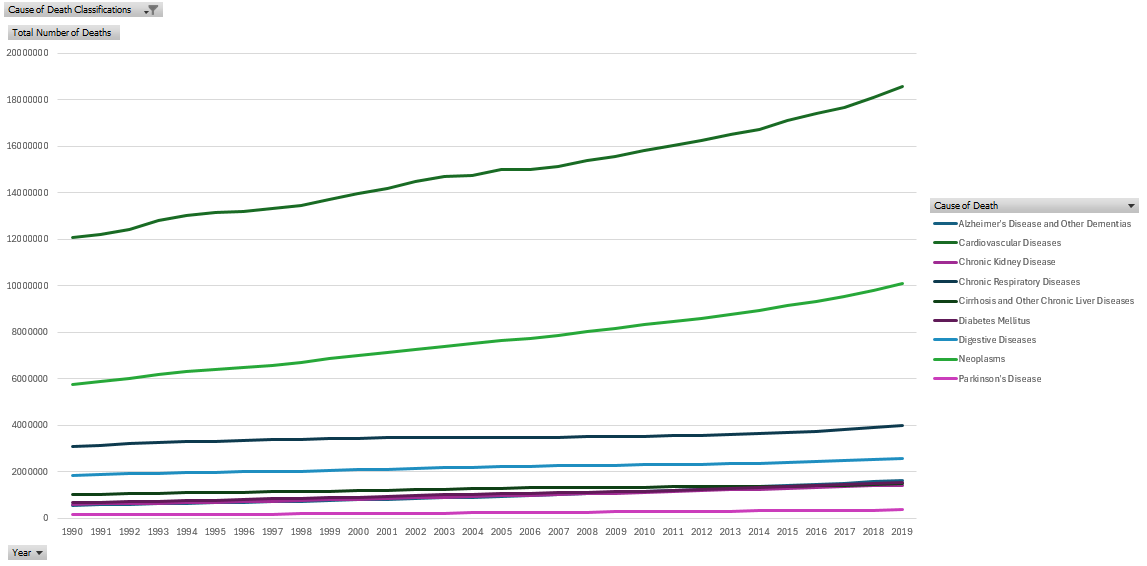 Cause of Death Classifications
Total Number of Deaths
20000000
18000000
16000000
14000000
12000000
10000000
8000000
6000000
4000000
2000000
0
1990 1991 1992 1993 1994 1995 1996 1997 1998 1999 2000 2001 2002 2003 2004 2005 2006 2007 2008 2009 2010 2011 2012 2013 2014 2015 2016 2017 2018 2019
Year
Cause of Death
Alzheimer's Disease and Other Dementias
Cardiovascular Diseases
Chronic Kidney Disease
Chronic Respiratory Diseases
Cirrhosis and Other Chronic Liver Diseases
Diabetes Mellitus
Digestive Diseases
Neoplasms
Parkinson's Disease